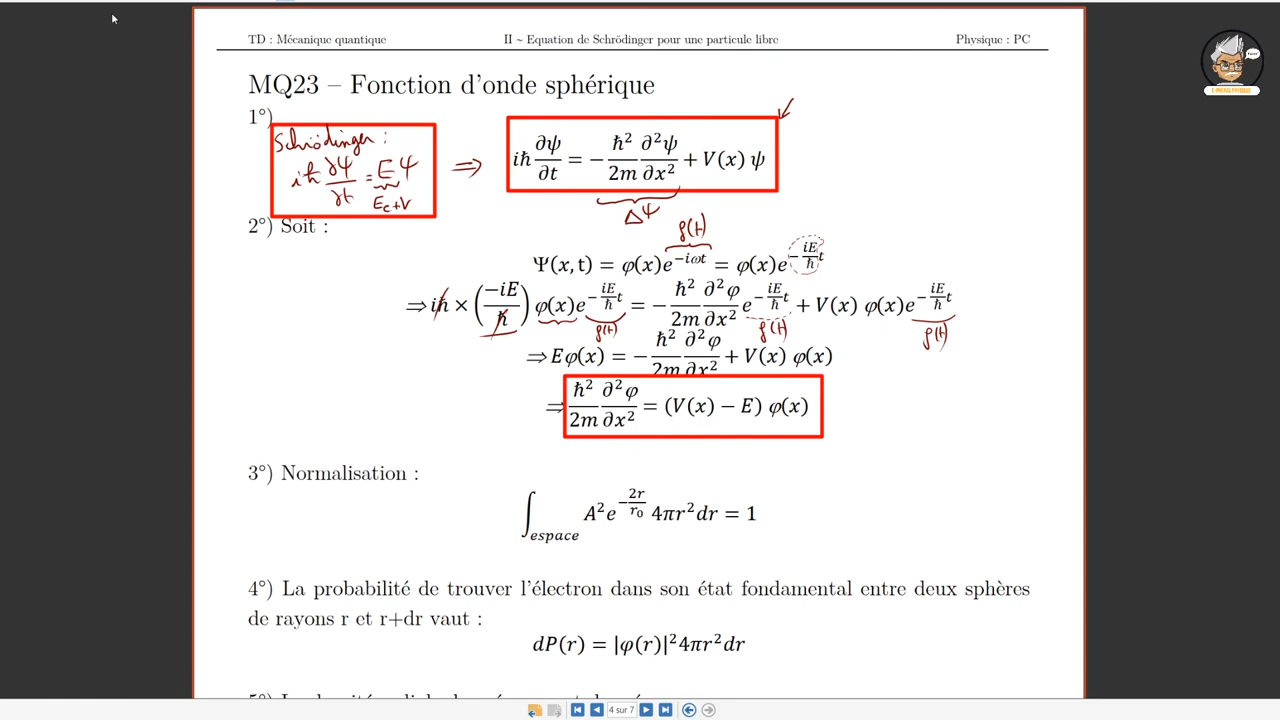 TD : Mécanique quantique II ~ Equation de Schrödinger pour une particule libre Physique : PC
MQ23 – Fonction d'onde sphérique
1°)
Schrödinger :
iħ ∂Ψ/∂t = EΨ
Ec+V
⇒ iħ ∂ψ/∂t = −ħ²/2m ∂²ψ/∂x² + V(x) ψ
ΔΨ
2°) Soit :
f(t)
Ψ(x,t) = φ(x)e^(−iωt) = φ(x)e^(−iE/ħ t)
⇒ iħ × (−iE/ħ) φ(x)e^(−iE/ħ t) = −ħ²/2m ∂²φ/∂x² e^(−iE/ħ t) + V(x) φ(x)e^(−iE/ħ t)
f(t) f(t) f(t)
⇒ Eφ(x) = −ħ²/2m ∂²φ/∂x² + V(x) φ(x)
⇒ ħ²/2m ∂²φ/∂x² = (V(x) − E) φ(x)
3°) Normalisation :
∫espace A²e^(−2r/r₀) 4πr²dr = 1
4°) La probabilité de trouver l'électron dans son état fondamental entre deux sphères
de rayons r et r+dr vaut :
dP(r) = |φ(r)|²4πr²dr
4 sur 7